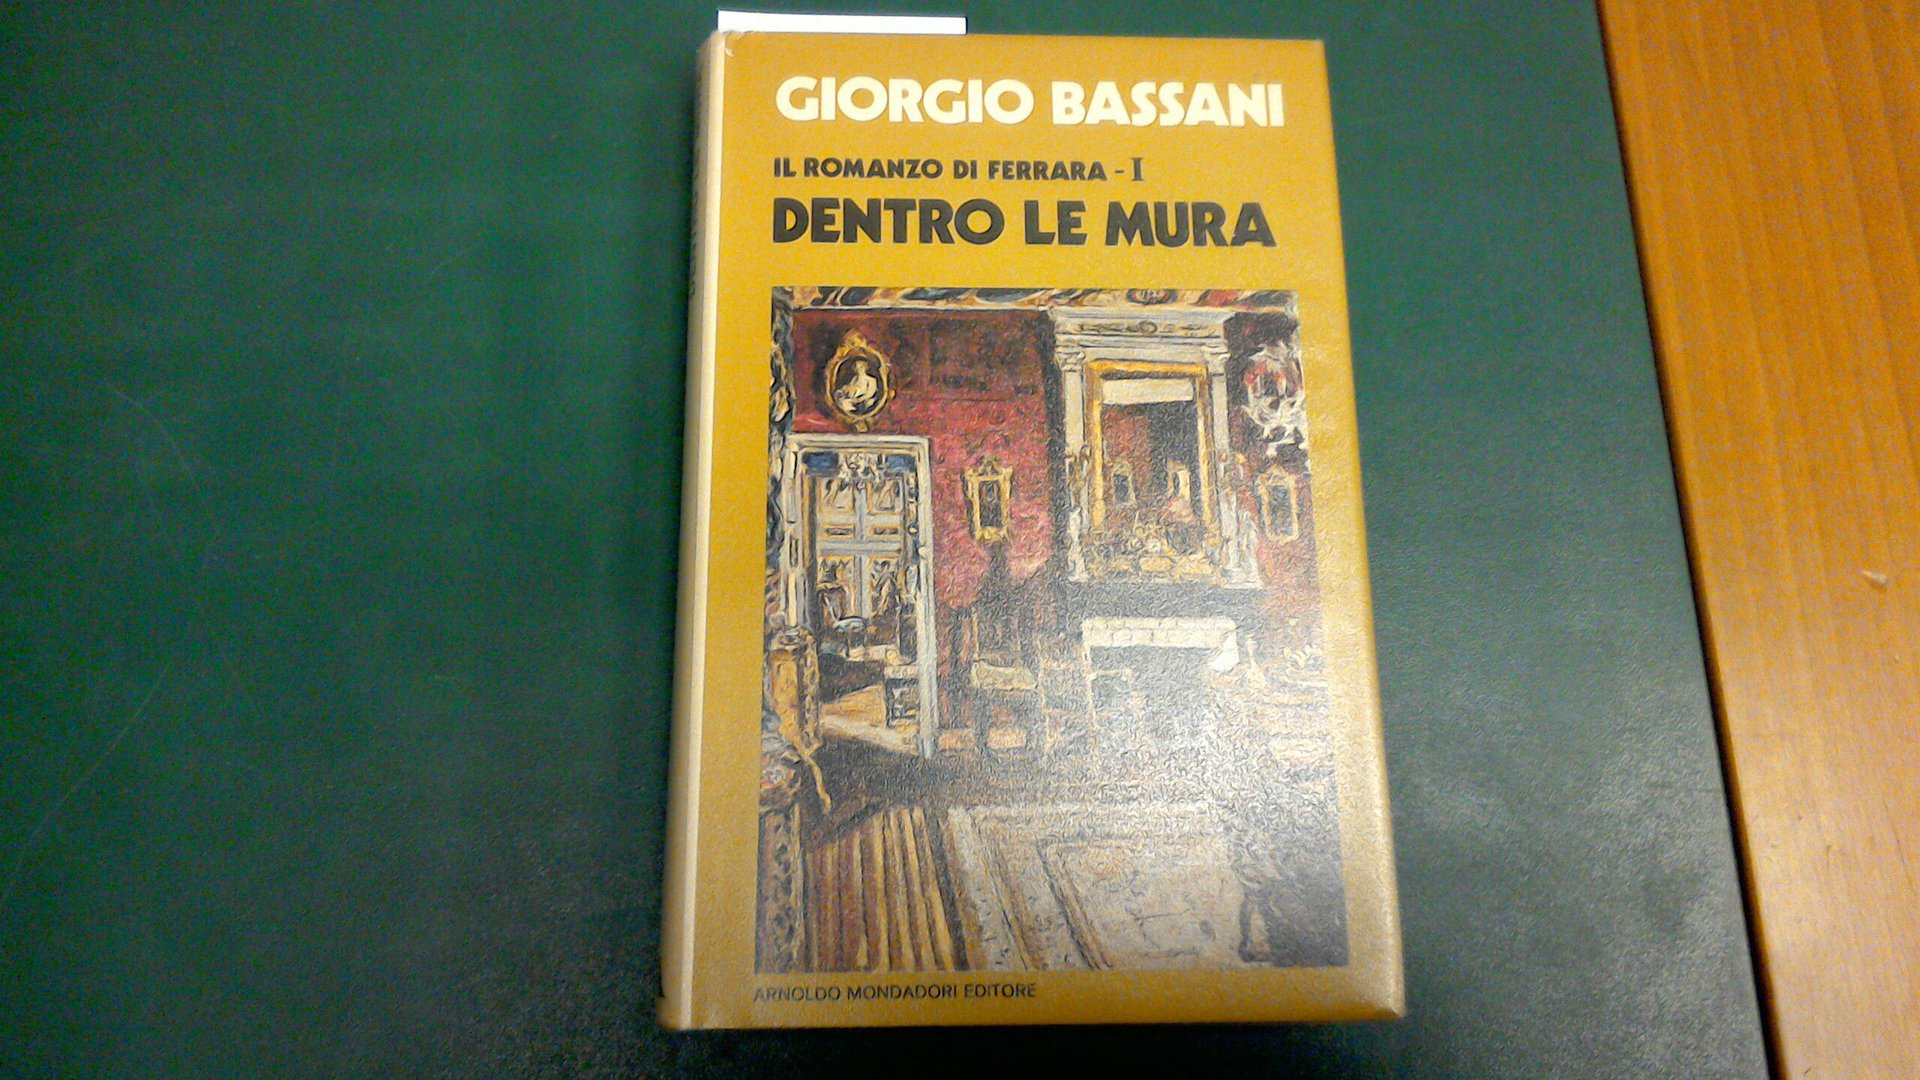 GIORGIO BASSANI
IL ROMANZO DI FERRARA - I
DENTRO LE MURA
ARNOLDO MONDADORI EDITORE